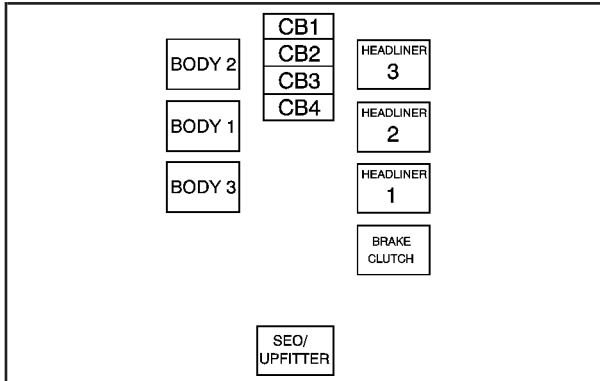 CB1
CB2
CB3
CB4
BODY 2
BODY 1
BODY 3
HEADLINER
3
HEADLINER
2
HEADLINER
1
BRAKE
CLUTCH
SEO/
UPFITTER